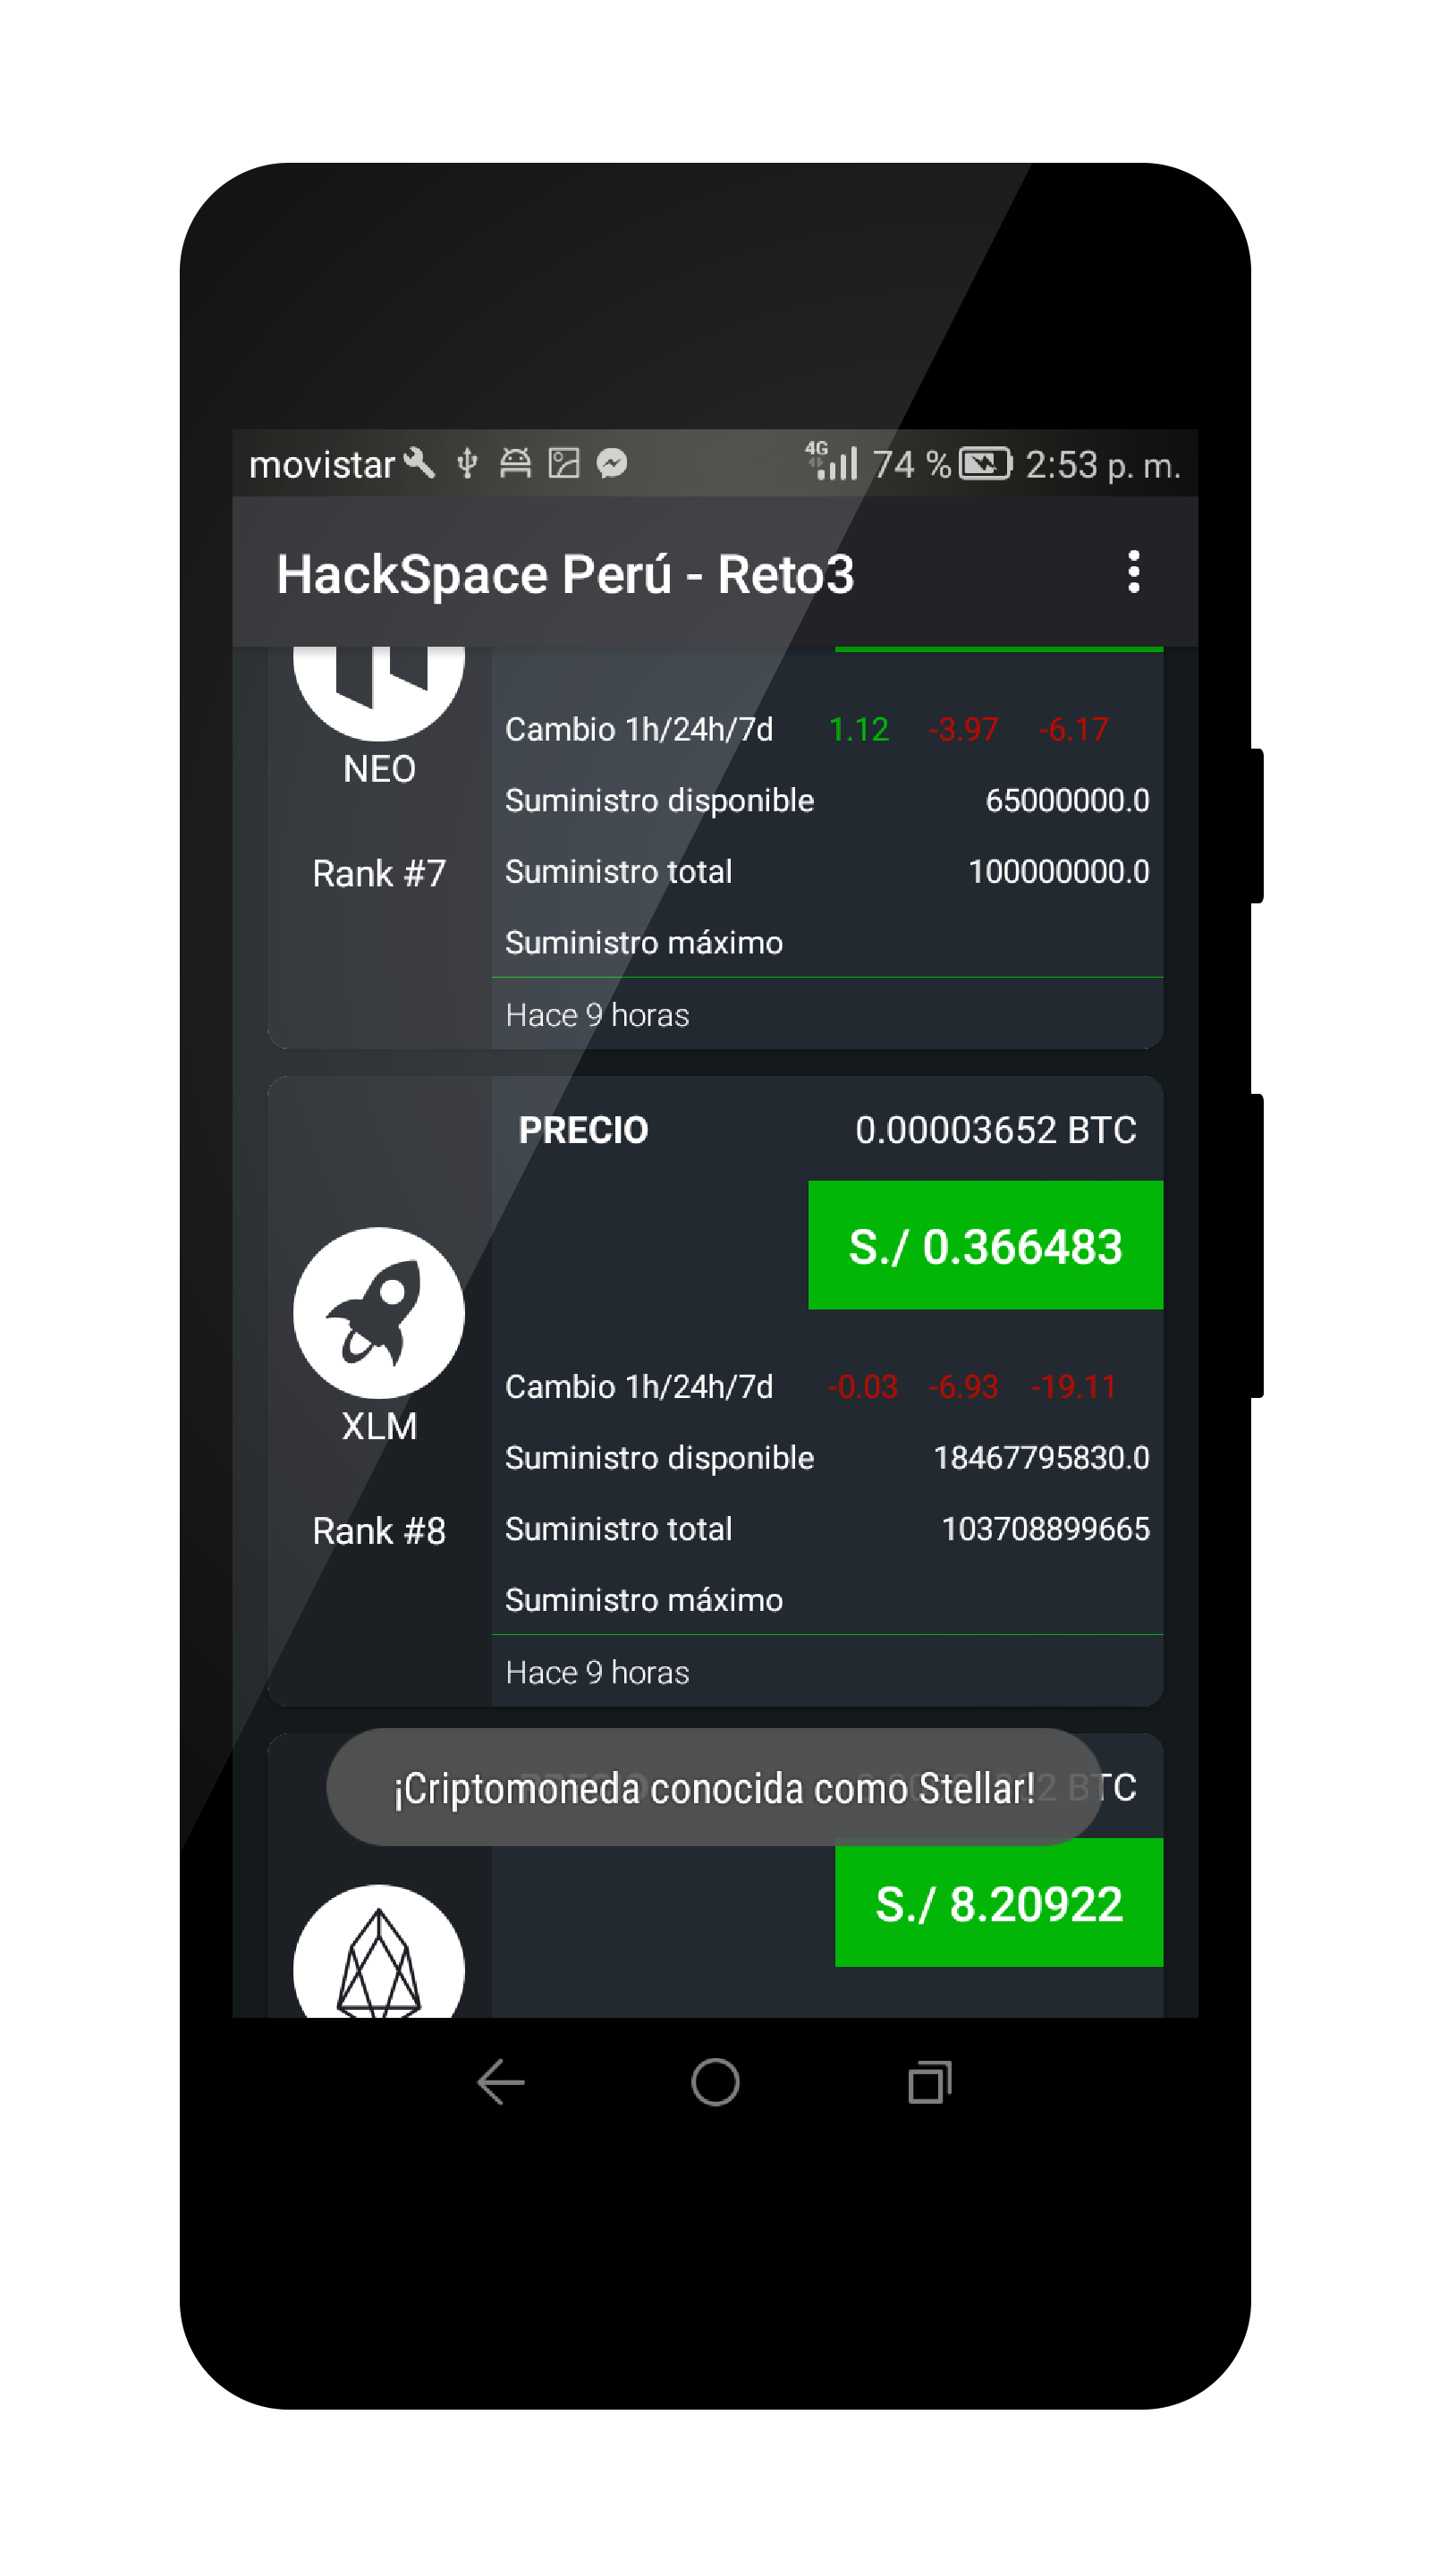 movistar 4G 74 % 2:53 p. m.
HackSpace Perú - Reto3
NEO
Rank #7
Cambio 1h/24h/7d 1.12 -3.97 -6.17
Suministro disponible 65000000.0
Suministro total 100000000.0
Suministro máximo
Hace 9 horas
XLM
Rank #8
PRECIO 0.00003652 BTC
S./ 0.366483
Cambio 1h/24h/7d -0.03 -6.93 -19.11
Suministro disponible 18467795830.0
Suministro total 103708899665
Suministro máximo
Hace 9 horas
BTC
¡Criptomoneda conocida como Stellar!
S./ 8.20922